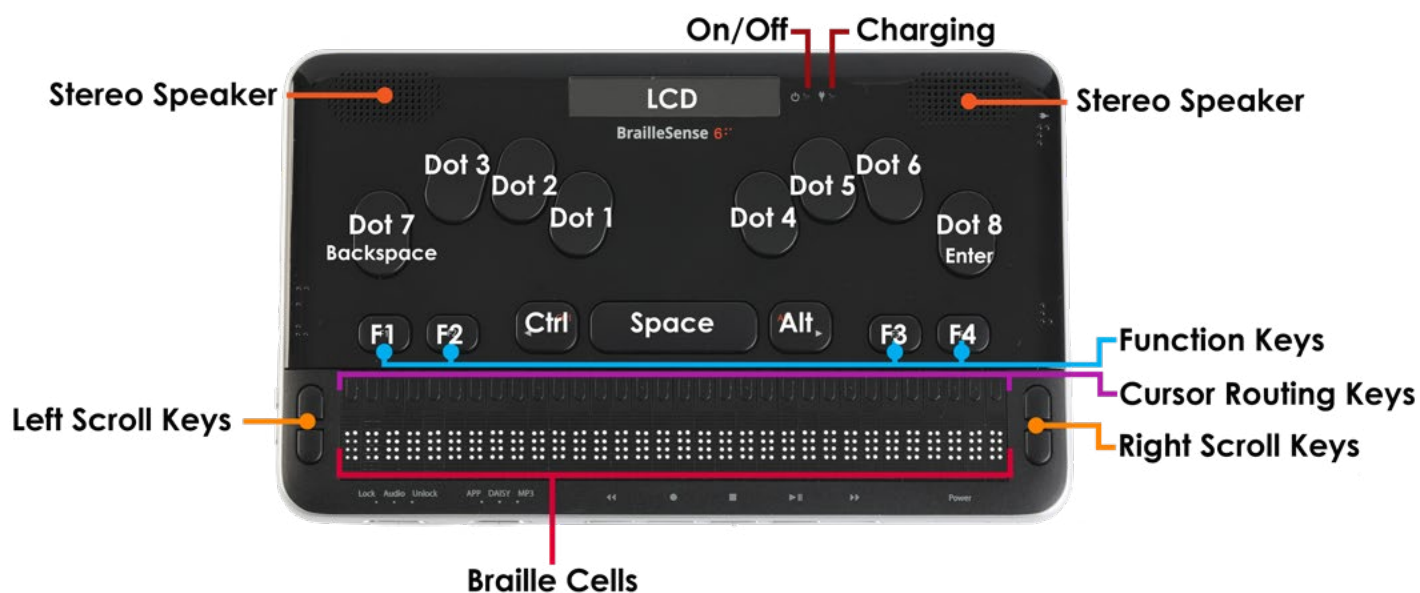 On/Off
Charging
Stereo Speaker
LCD
Stereo Speaker
BrailleSense 6
Dot 3
Dot 2
Dot 1
Dot 4
Dot 5
Dot 6
Dot 7
Backspace
Dot 8
Enter
F1
F2
Ctrl
Space
Alt
F3
F4
Function Keys
Cursor Routing Keys
Left Scroll Keys
Right Scroll Keys
Lock Audio Unlock
APP DAISY MP3
Power
Braille Cells